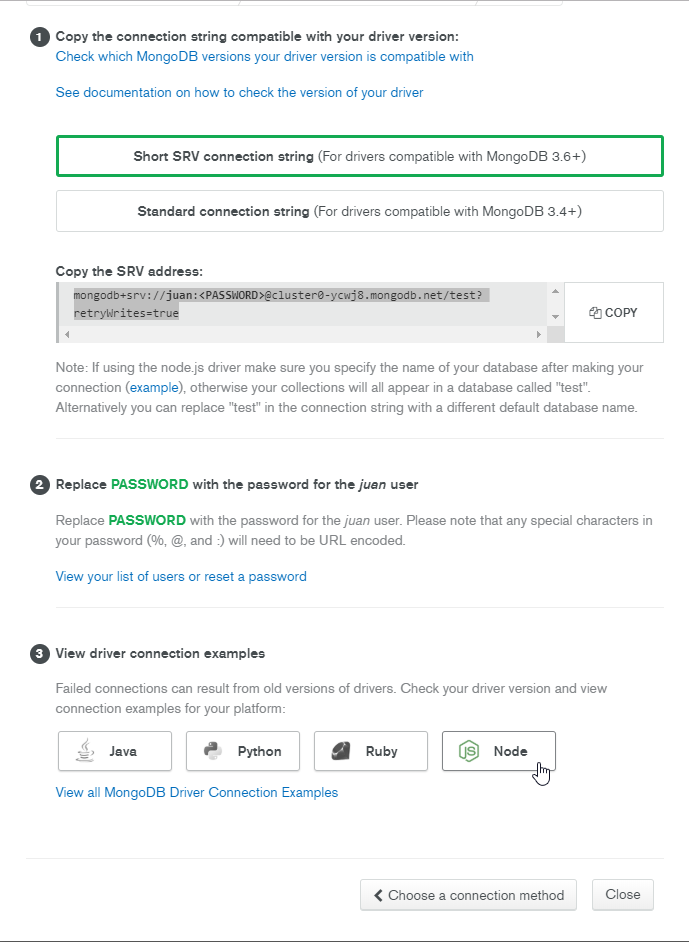 1 Copy the connection string compatible with your driver version:
Check which MongoDB versions your driver version is compatible with
See documentation on how to check the version of your driver
Short SRV connection string (For drivers compatible with MongoDB 3.6+)
Standard connection string (For drivers compatible with MongoDB 3.4+)
Copy the SRV address:
mongodb+srv://juan:<PASSWORD>@cluster0-ycwj8.mongodb.net/test?
retryWrites=true
COPY
Note: If using the node.js driver make sure you specify the name of your database after making your
connection (example), otherwise your collections will all appear in a database called "test".
Alternatively you can replace "test" in the connection string with a different default database name.
2 Replace PASSWORD with the password for the juan user
Replace PASSWORD with the password for the juan user. Please note that any special characters in
your password (%, @, and :) will need to be URL encoded.
View your list of users or reset a password
3 View driver connection examples
Failed connections can result from old versions of drivers. Check your driver version and view
connection examples for your platform:
Java Python Ruby JS Node
View all MongoDB Driver Connection Examples
Choose a connection method Close